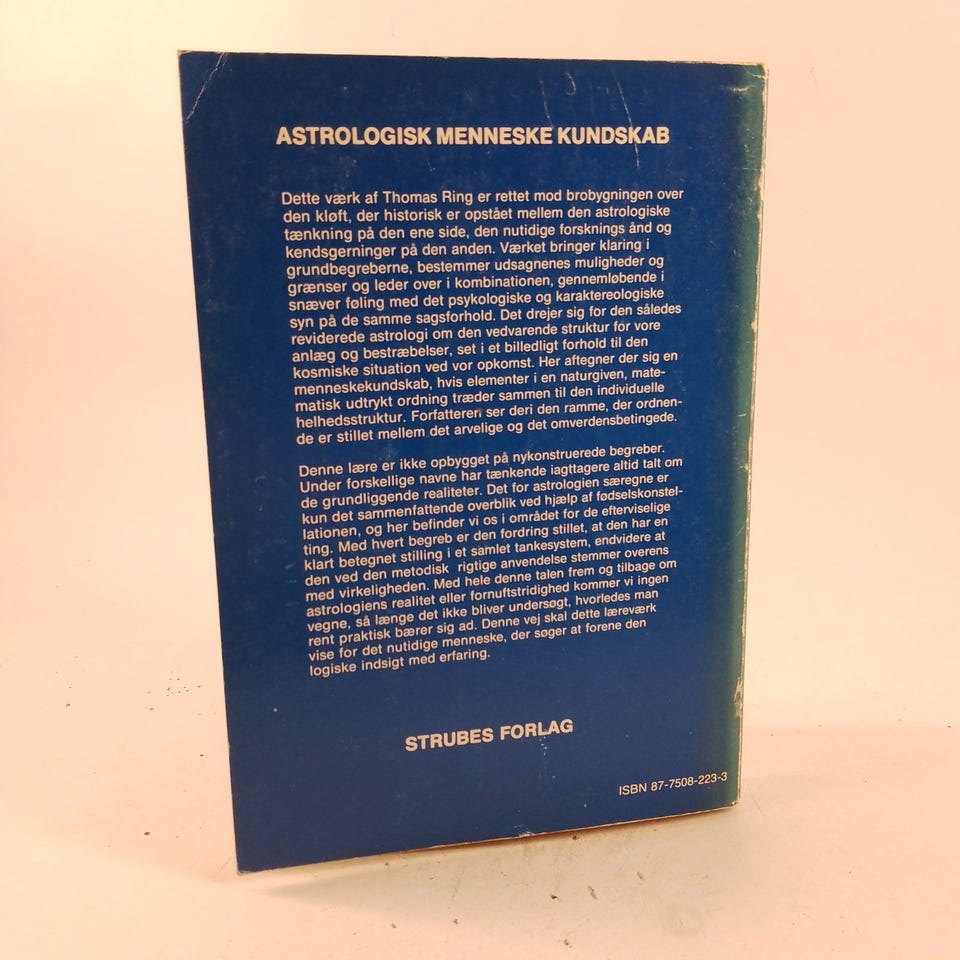 ASTROLOGISK MENNESKE KUNDSKAB
Dette værk af Thomas Ring er rettet mod brobygningen over
den kløft, der historisk er opstået mellem den astrologiske
tænkning på den ene side, den nutidige forsknings ånd og
kendsgerninger på den anden. Værket bringer klaring i
grundbegreberne, bestemmer udsagnenes muligheder og
grænser og leder over i kombinationen, gennemløbende i
snæver føling med det psykologiske og karaktereologiske
syn på de samme sagsforhold. Det drejer sig for den således
reviderede astrologi om den vedvarende struktur for vore
anlæg og bestræbelser, set i et billedligt forhold til den
kosmiske situation ved vor opkomst. Her aftegner der sig en
menneskekundskab, hvis elementer i en naturgiven, mate-
matisk udtrykt ordning træder sammen til den individuelle
helhedsstruktur. Forfatteren ser deri den ramme, der ordnen-
de er stillet mellem det arvelige og det omverdensbetingede.
Denne lære er ikke opbygget på nykonstruerede begreber.
Under forskellige navne har tænkende iagttagere altid talt om
de grundliggende realiteter. Det for astrologien særegne er
kun det sammenfattende overblik ved hjælp af fødselskonstel-
lationen, og her befinder vi os i området for de efterviselige
ting. Med hvert begreb er den fordring stillet, at den har en
klart betegnet stilling i et samlet tankesystem, endvidere at
den ved den metodisk rigtige anvendelse stemmer overens
med virkeligheden. Med hele denne talen frem og tilbage om
astrologiens realitet eller fornuftstridighed kommer vi ingen
vegne, så længe det ikke bliver undersøgt, hvorledes man
rent praktisk bærer sig ad. Denne vej skal dette læreværk
vise for det nutidige menneske, der søger at forene den
logiske indsigt med erfaring.
STRUBES FORLAG
ISBN 87-7508-223-3